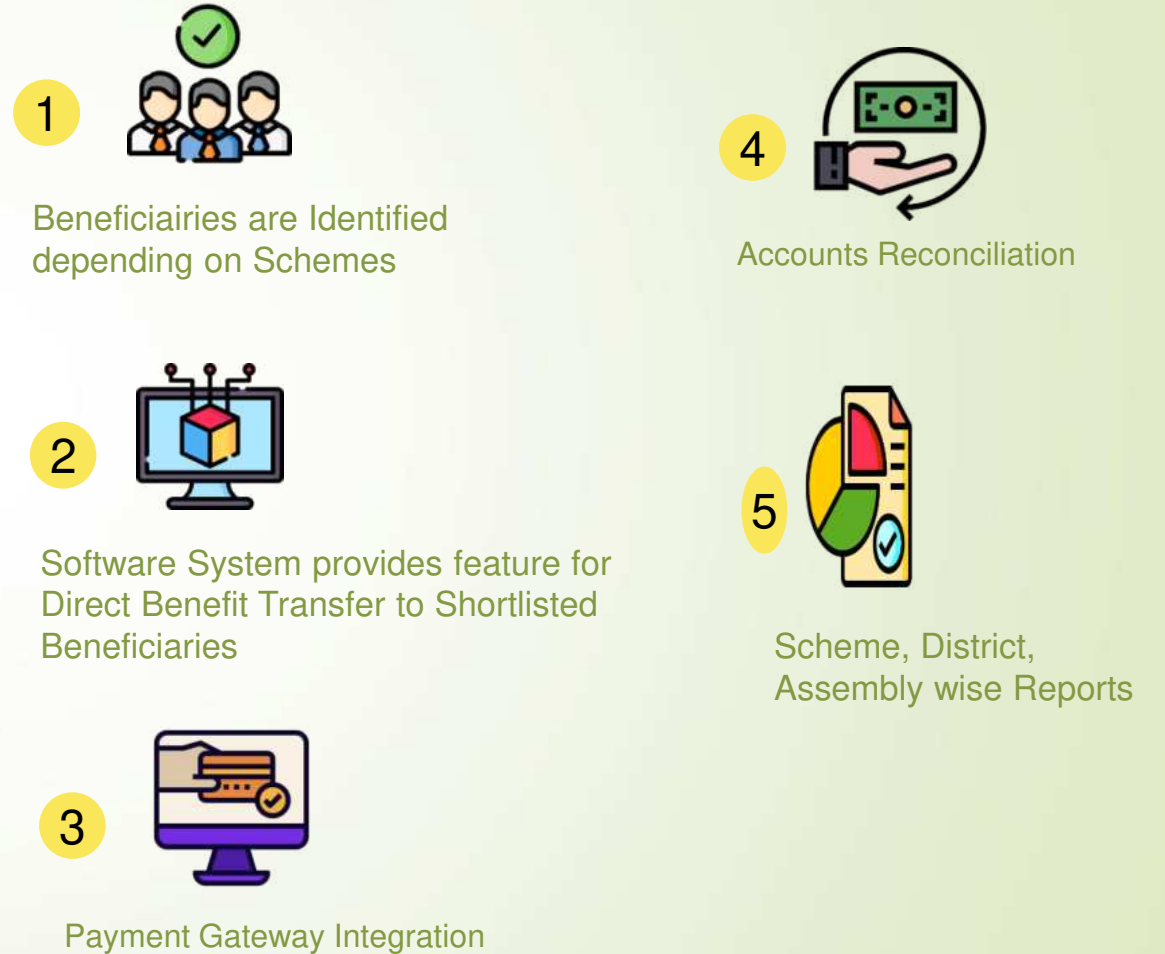 1
Beneficiairies are Identified
depending on Schemes
2
Software System provides feature for
Direct Benefit Transfer to Shortlisted
Beneficiaries
3
Payment Gateway Integration
4
Accounts Reconciliation
5
Scheme, District,
Assembly wise Reports